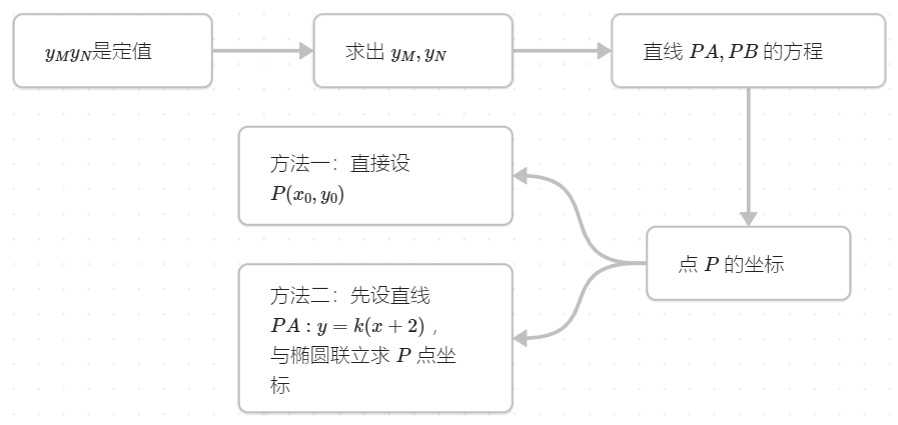 $y_M y_N$是定值
求出 $y_M, y_N$
直线 $PA, PB$ 的方程
点 $P$ 的坐标
方法一：直接设
$P(x_0, y_0)$
方法二：先设直线
$PA : y = k(x + 2)$，
与椭圆联立求 $P$ 点坐
标